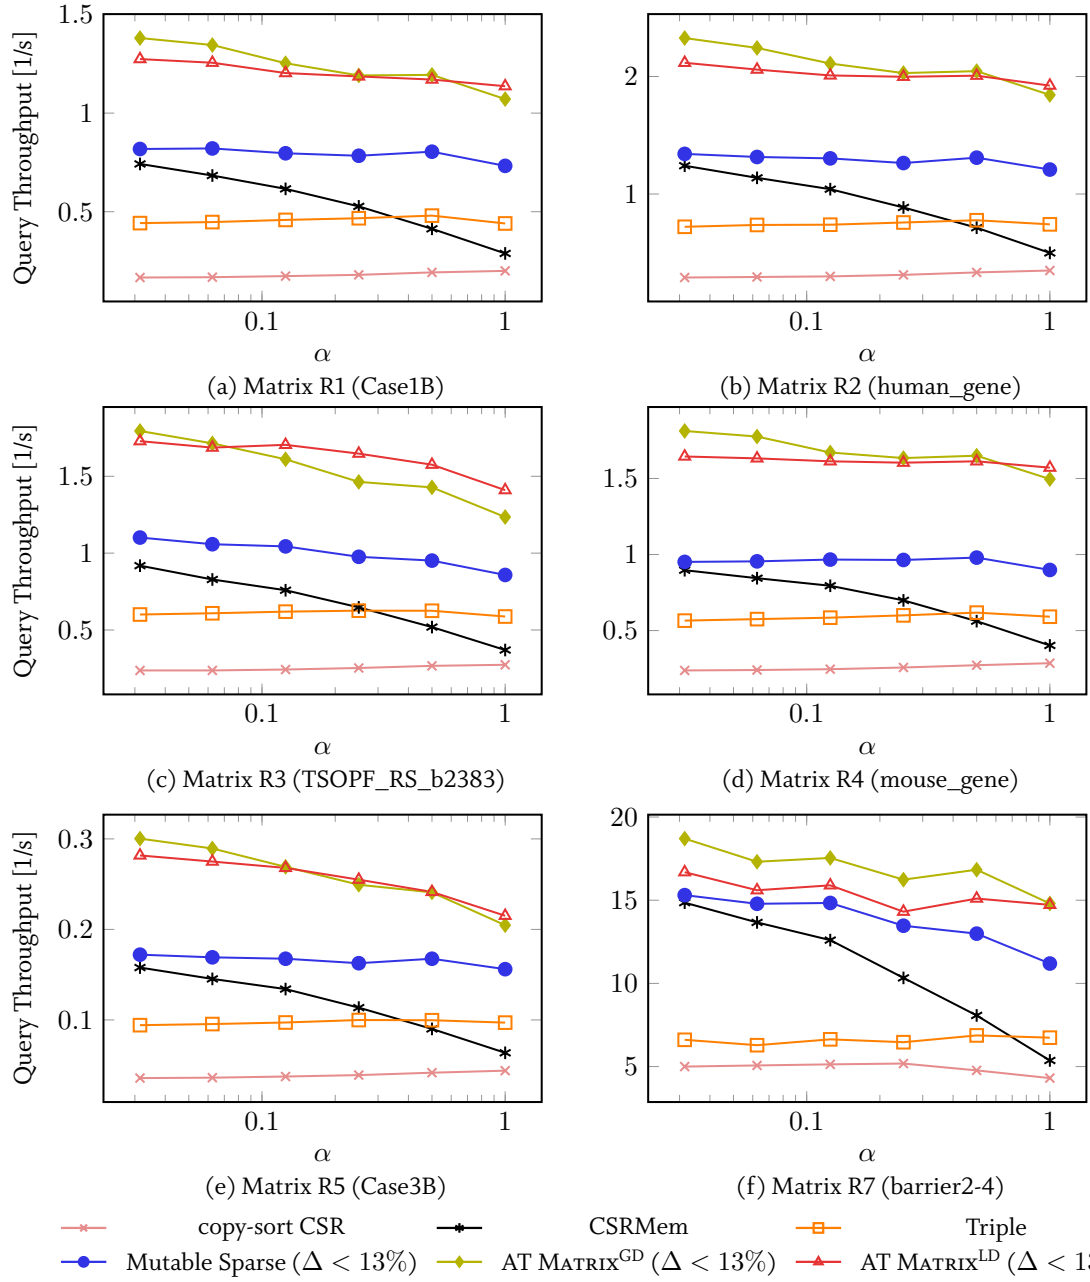 1.5
1
0.5
Query Throughput [1/s]
0.1 1
α
(a) Matrix R1 (Case1B)
2
1
0.1 1
α
(b) Matrix R2 (human_gene)
1.5
1
0.5
Query Throughput [1/s]
0.1 1
α
(c) Matrix R3 (TSOPF_RS_b2383)
1.5
1
0.5
0.1 1
α
(d) Matrix R4 (mouse_gene)
0.3
0.2
0.1
Query Throughput [1/s]
0.1 1
α
(e) Matrix R5 (Case3B)
20
15
10
5
0.1 1
α
(f) Matrix R7 (barrier2-4)
copy-sort CSR CSRMem Triple
Mutable Sparse (Δ < 13%) AT Matrix^GD (Δ < 13%) AT Matrix^LD (Δ <